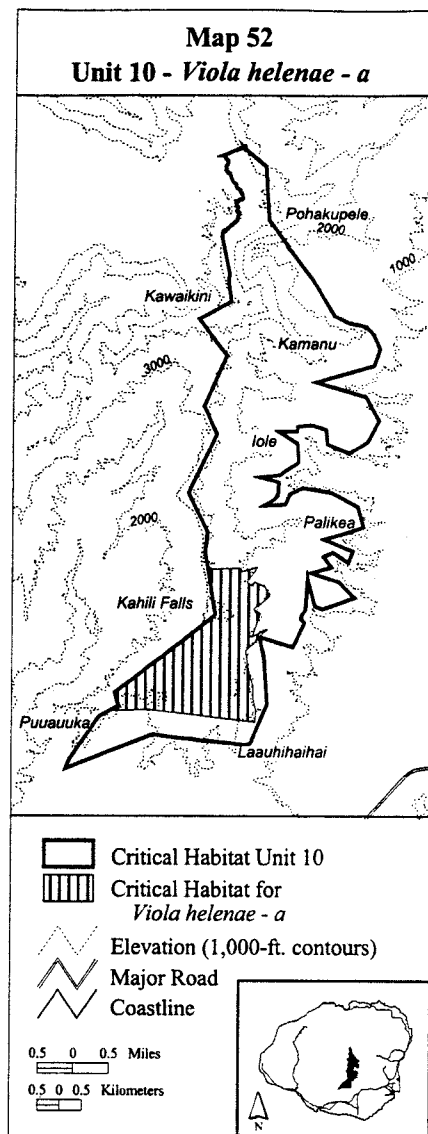 Map 52
Unit 10 - Viola helenae - a
Pohakupele
2000
1000
Kawaikini
Kamanu
3000
Iole
2000
Palikea
Kahili Falls
Puuauuka
Laauhihaihai
Critical Habitat Unit 10
Critical Habitat for
Viola helenae - a
Elevation (1,000-ft. contours)
Major Road
Coastline
0.5 0 0.5 Miles
0.5 0 0.5 Kilometers
N